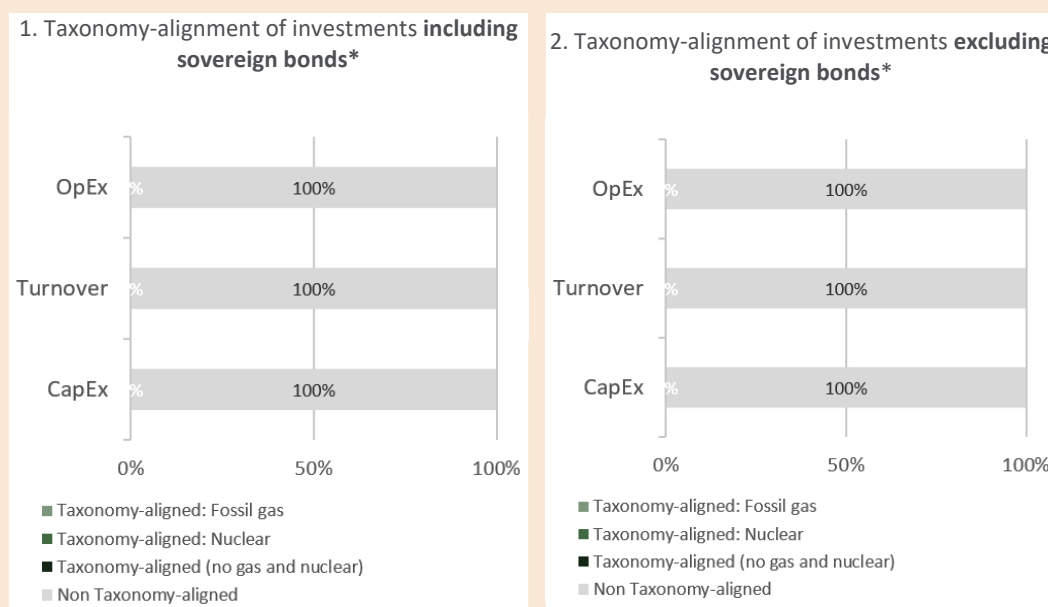 1. Taxonomy-alignment of investments including
sovereign bonds*
OpEx
%
100%
Turnover
%
100%
CapEx
%
100%
0%
50%
100%
Taxonomy-aligned: Fossil gas
Taxonomy-aligned: Nuclear
Taxonomy-aligned (no gas and nuclear)
Non Taxonomy-aligned
2. Taxonomy-alignment of investments excluding
sovereign bonds*
OpEx
%
100%
Turnover
%
100%
CapEx
%
100%
0%
50%
100%
Taxonomy-aligned: Fossil gas
Taxonomy-aligned: Nuclear
Taxonomy-aligned (no gas and nuclear)
Non Taxonomy-aligned